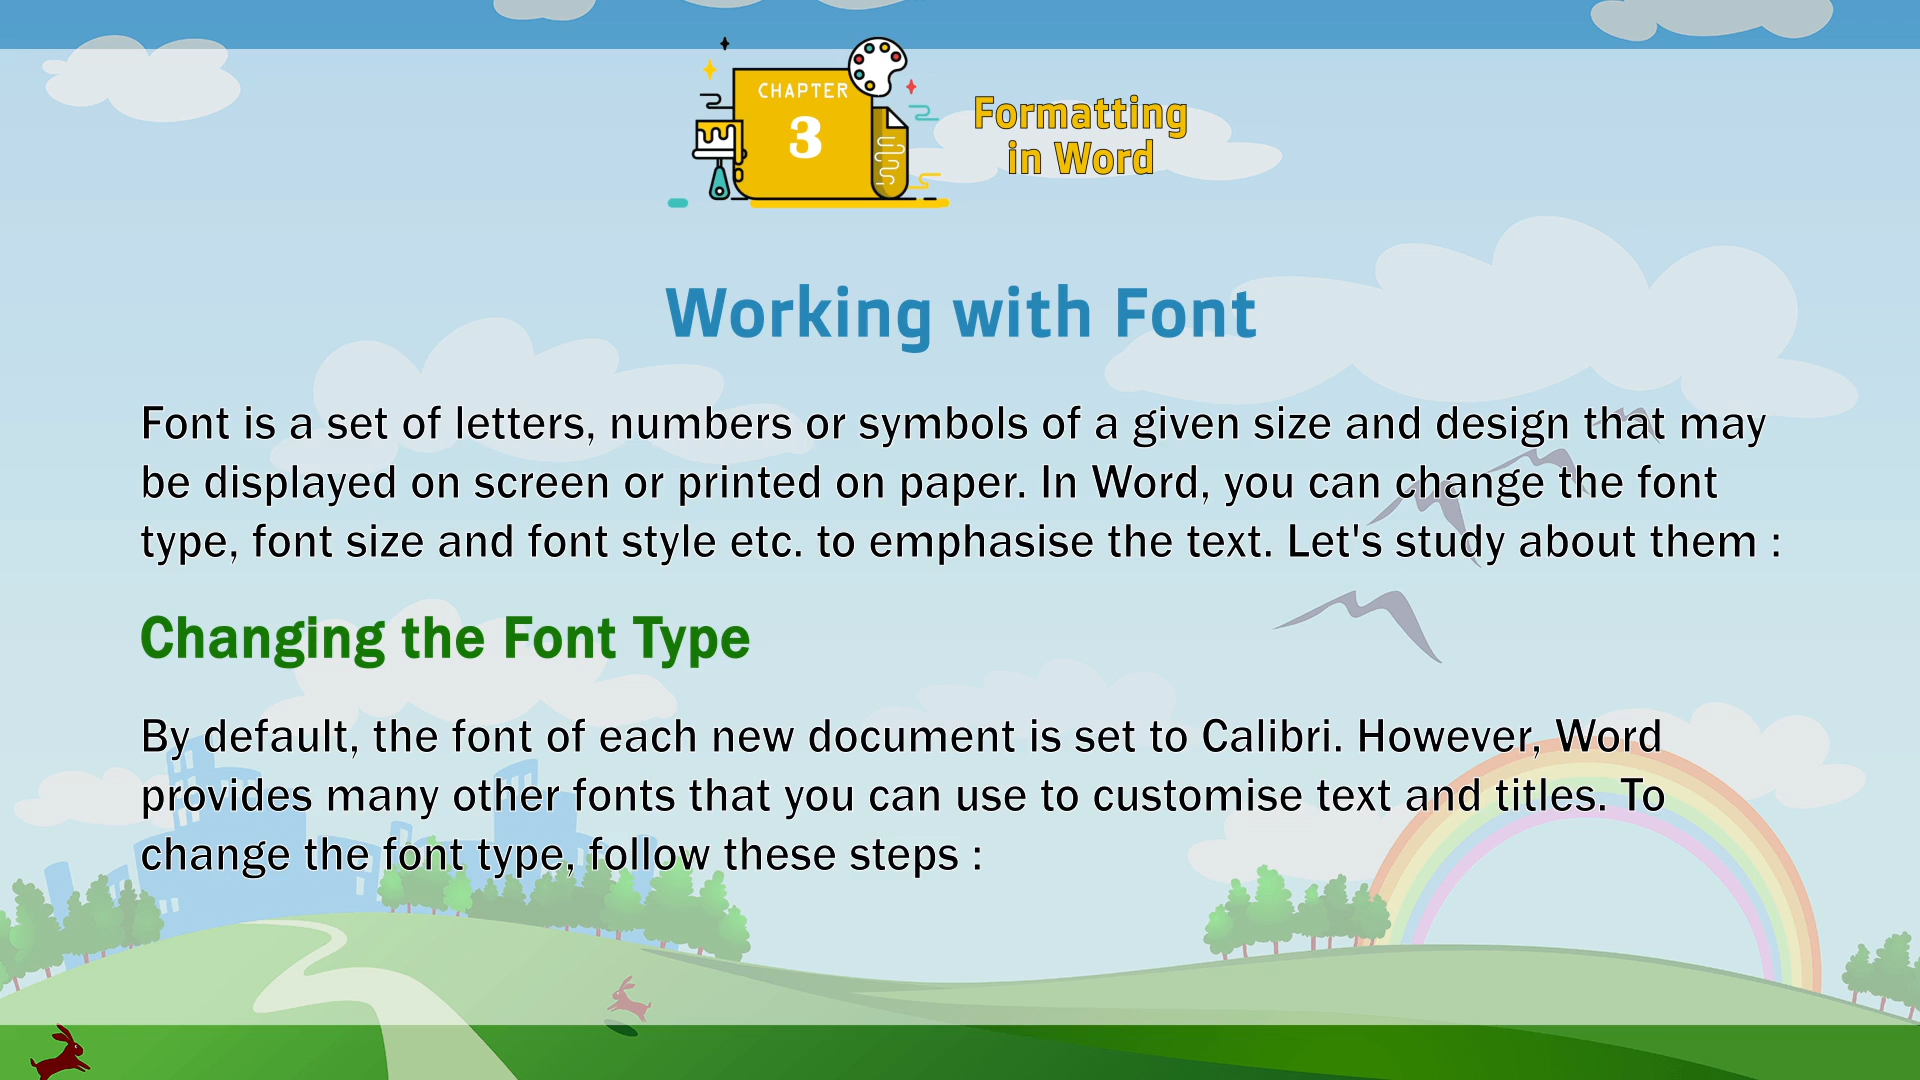 CHAPTER
3
Formatting
in Word
Working with Font
Font is a set of letters, numbers or symbols of a given size and design that may
be displayed on screen or printed on paper. In Word, you can change the font
type, font size and font style etc. to emphasise the text. Let's study about them :
Changing the Font Type
By default, the font of each new document is set to Calibri. However, Word
provides many other fonts that you can use to customise text and titles. To
change the font type, follow these steps :